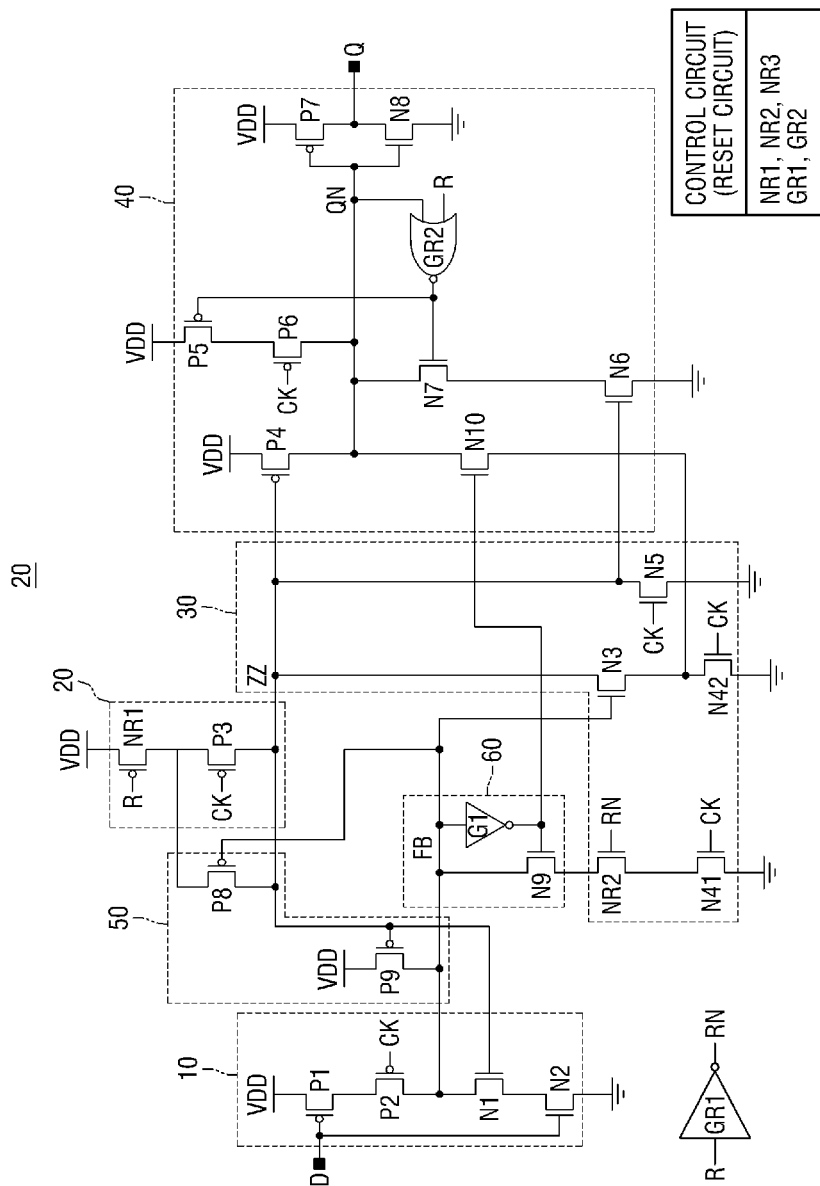 20
10
D
VDD
P1
P2
CK
N1
N2
50
VDD
P9
P8
20
VDD
R
NR1
CK
P3
ZZ
FB
60
G1
N9
NR2
RN
N41
CK
30
N3
N42
CK
CK
N5
40
VDD
P4
N10
VDD
P5
CK
P6
N7
N6
GR2
R
QN
VDD
P7
N8
Q
R
GR1
RN
CONTROL CIRCUIT
(RESET CIRCUIT)
NR1, NR2, NR3
GR1, GR2